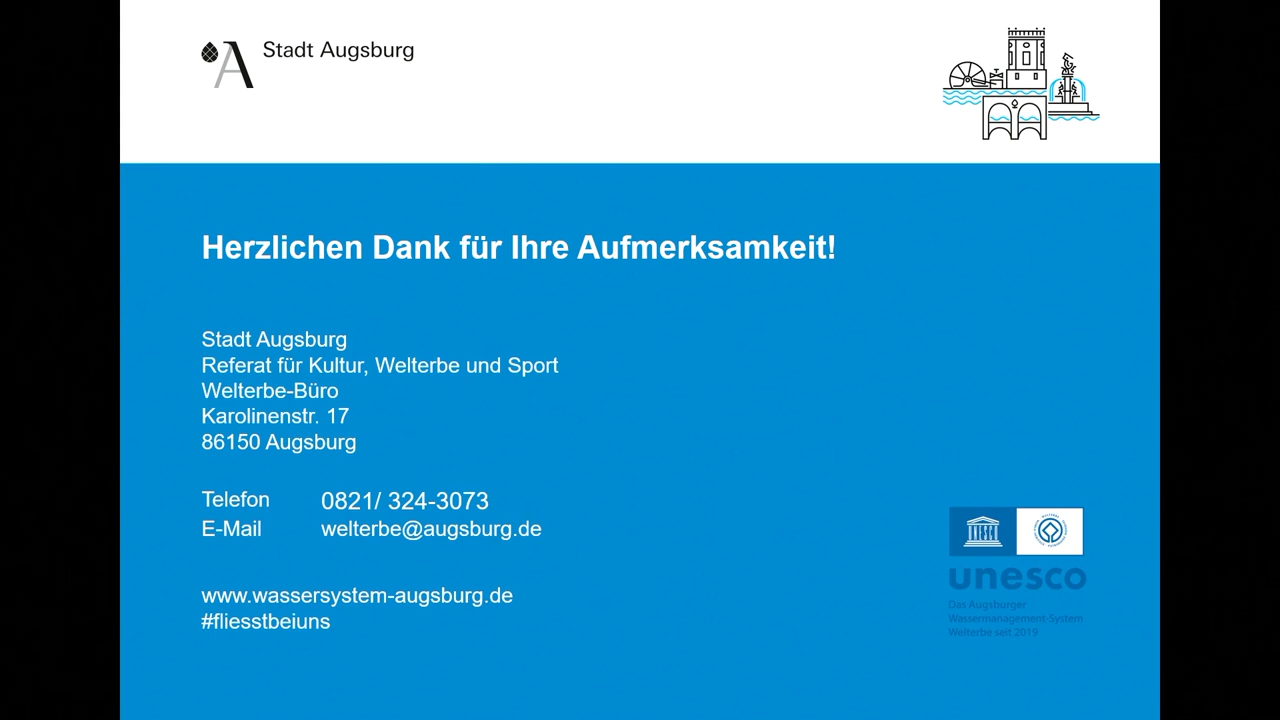 Stadt Augsburg
Herzlichen Dank für Ihre Aufmerksamkeit!
Stadt Augsburg
Referat für Kultur, Welterbe und Sport
Welterbe-Büro
Karolinenstr. 17
86150 Augsburg
Telefon 0821/ 324-3073
E-Mail welterbe@augsburg.de
www.wassersystem-augsburg.de
#fliesstbeiuns
unesco
Das Augsburger
Wassermanagement-System
Welterbe seit 2019